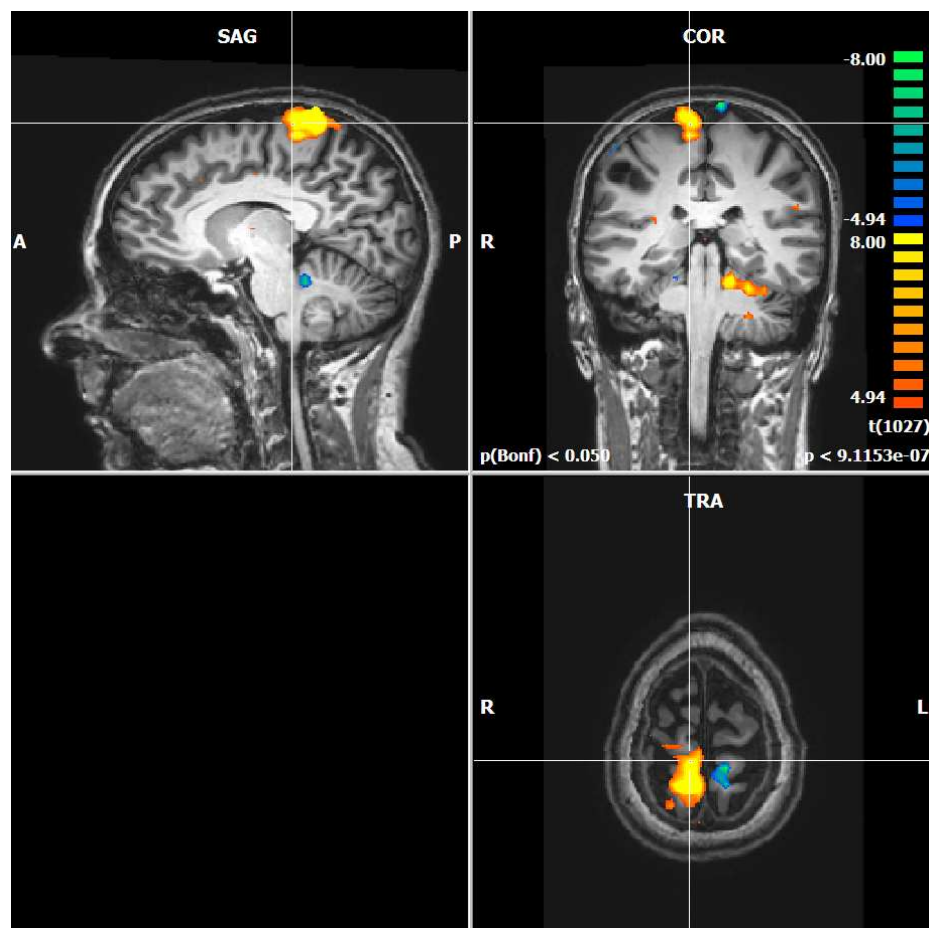 SAG
COR
-8.00
-4.94
A
P
R
8.00
4.94
t(1027)
p(Bonf) < 0.050
p < 9.1153e-07
TRA
R
L